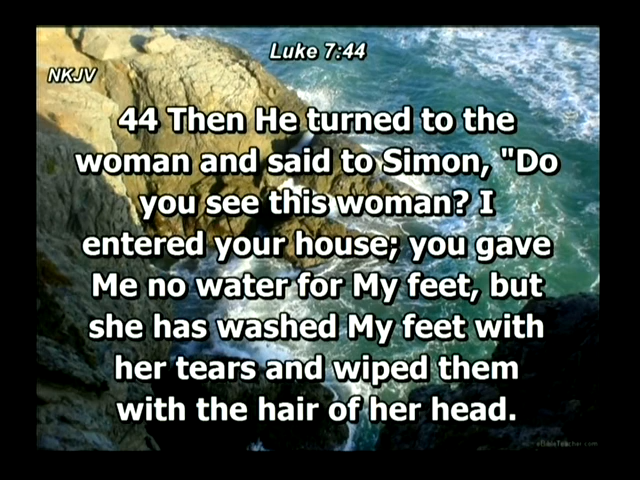 Luke 7:44
NKJV
44 Then He turned to the
woman and said to Simon, "Do
you see this woman? I
entered your house; you gave
Me no water for My feet, but
she has washed My feet with
her tears and wiped them
with the hair of her head.